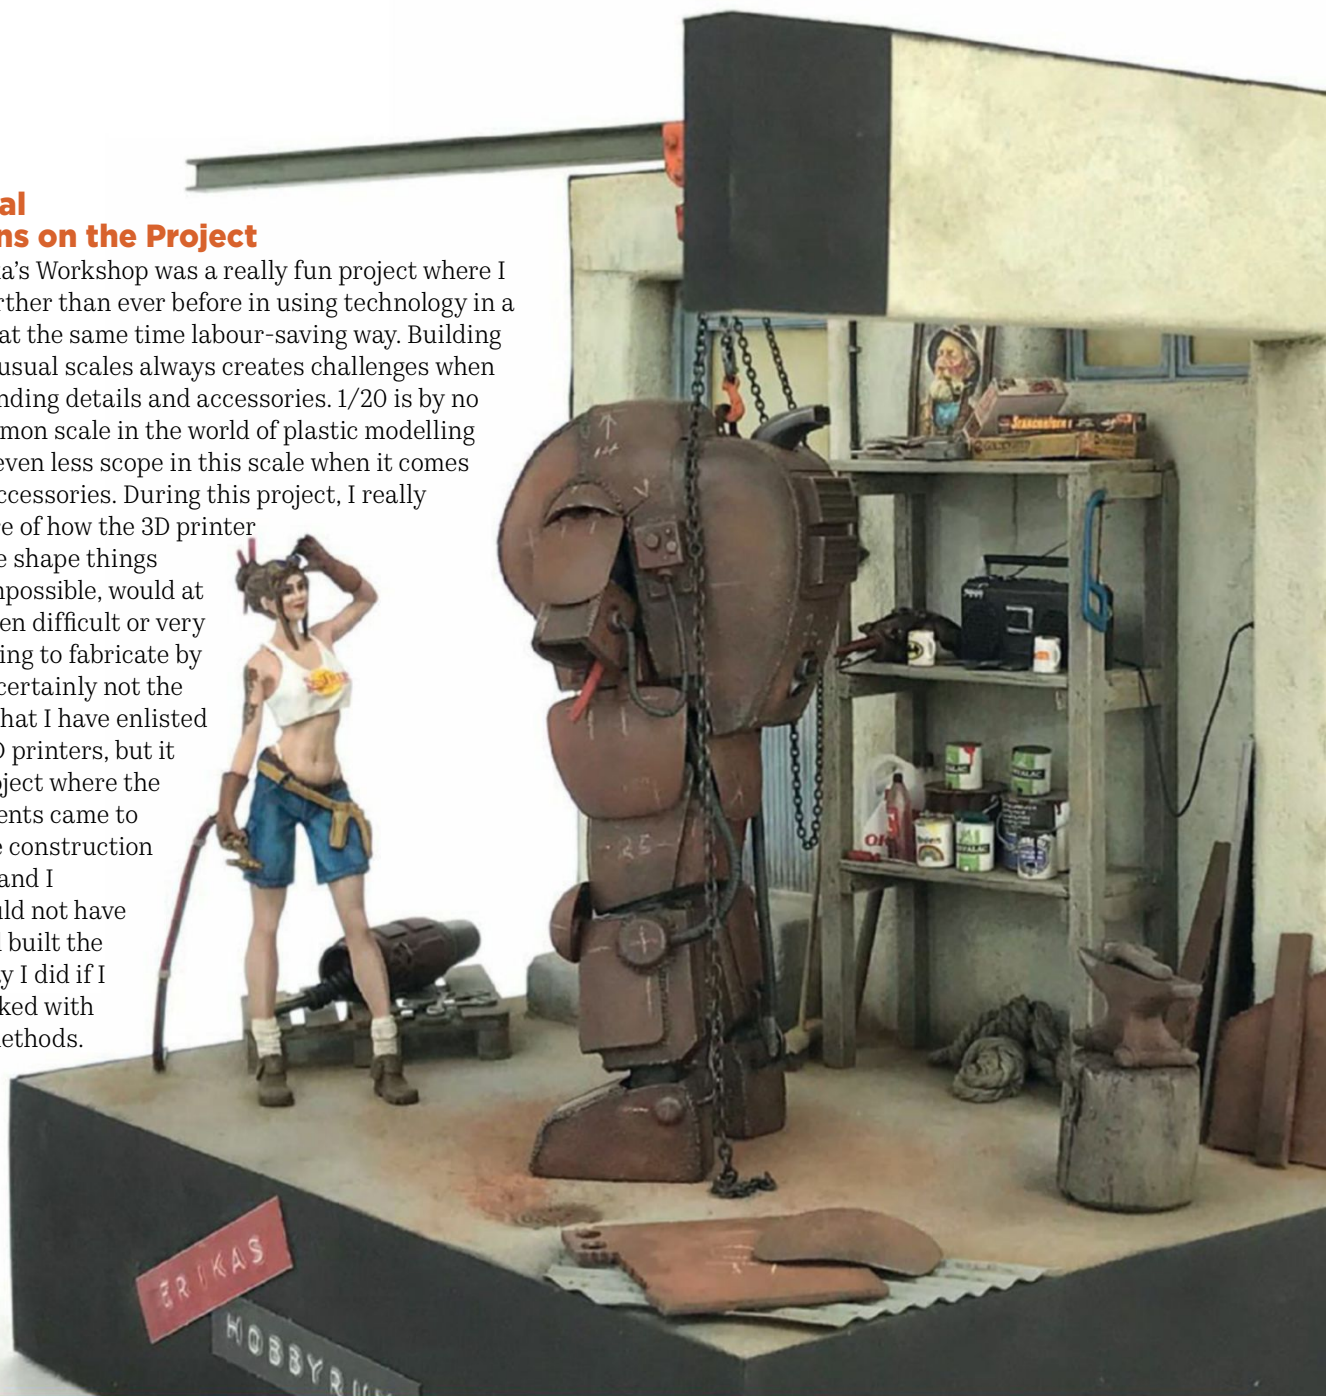 al
ns on the Project
a's Workshop was a really fun project where I
rther than ever before in using technology in a
at the same time labour-saving way. Building
usual scales always creates challenges when
nding details and accessories. 1/20 is by no
mon scale in the world of plastic modelling
even less scope in this scale when it comes
ccessories. During this project, I really
e of how the 3D printer
e shape things
npossible, would at
en difficult or very
ing to fabricate by
certainly not the
hat I have enlisted
D printers, but it
ject where the
ents came to
e construction
and I
uld not have
l built the
y I did if I
ked with
ethods.
25
ERIKAS
HOBBYR